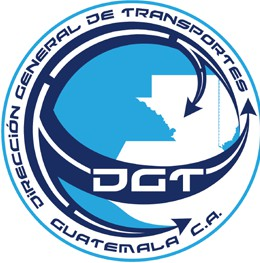 DIRECCIÓN GENERAL DE TRANSPORTES
DGT
GUATEMALA C.A.